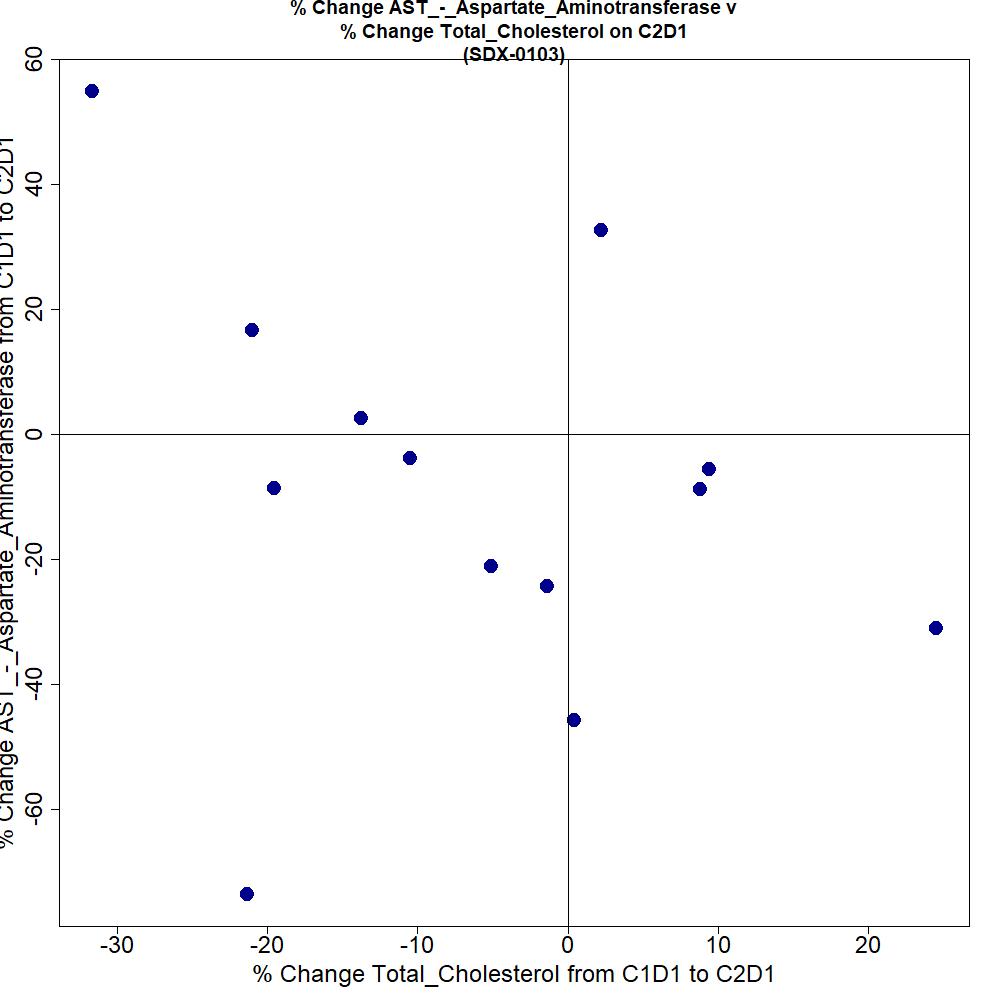 % Change AST_-_Aspartate_Aminotransferase v
% Change Total_Cholesterol on C2D1
(SDX-0103)
% Change AST_-_Aspartate_Aminotransferase from C1D1 to C2D1
60
40
20
0
-20
-40
-60
-30
-20
-10
0
10
20
% Change Total_Cholesterol from C1D1 to C2D1